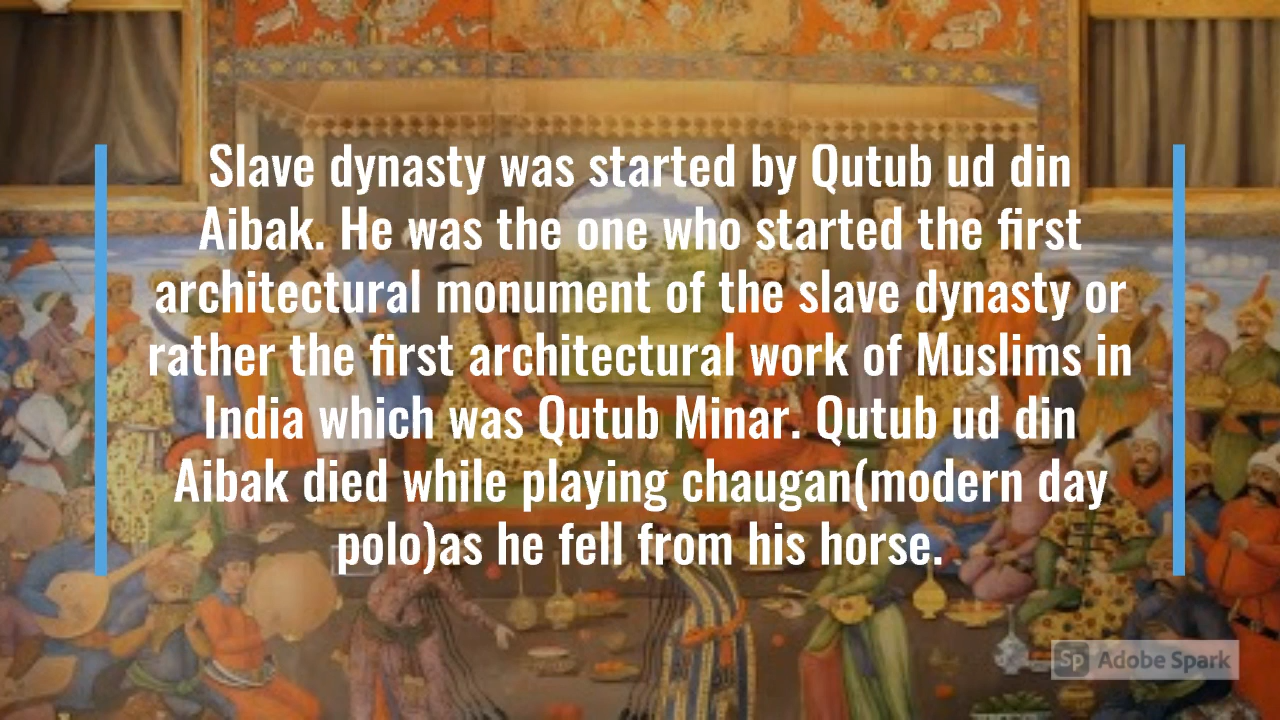 Slave dynasty was started by Qutub ud din
Aibak. He was the one who started the first
architectural monument of the slave dynasty or
rather the first architectural work of Muslims in
India which was Qutub Minar. Qutub ud din
Aibak died while playing chaugan(modern day
polo)as he fell from his horse.
Sp Adobe Spark